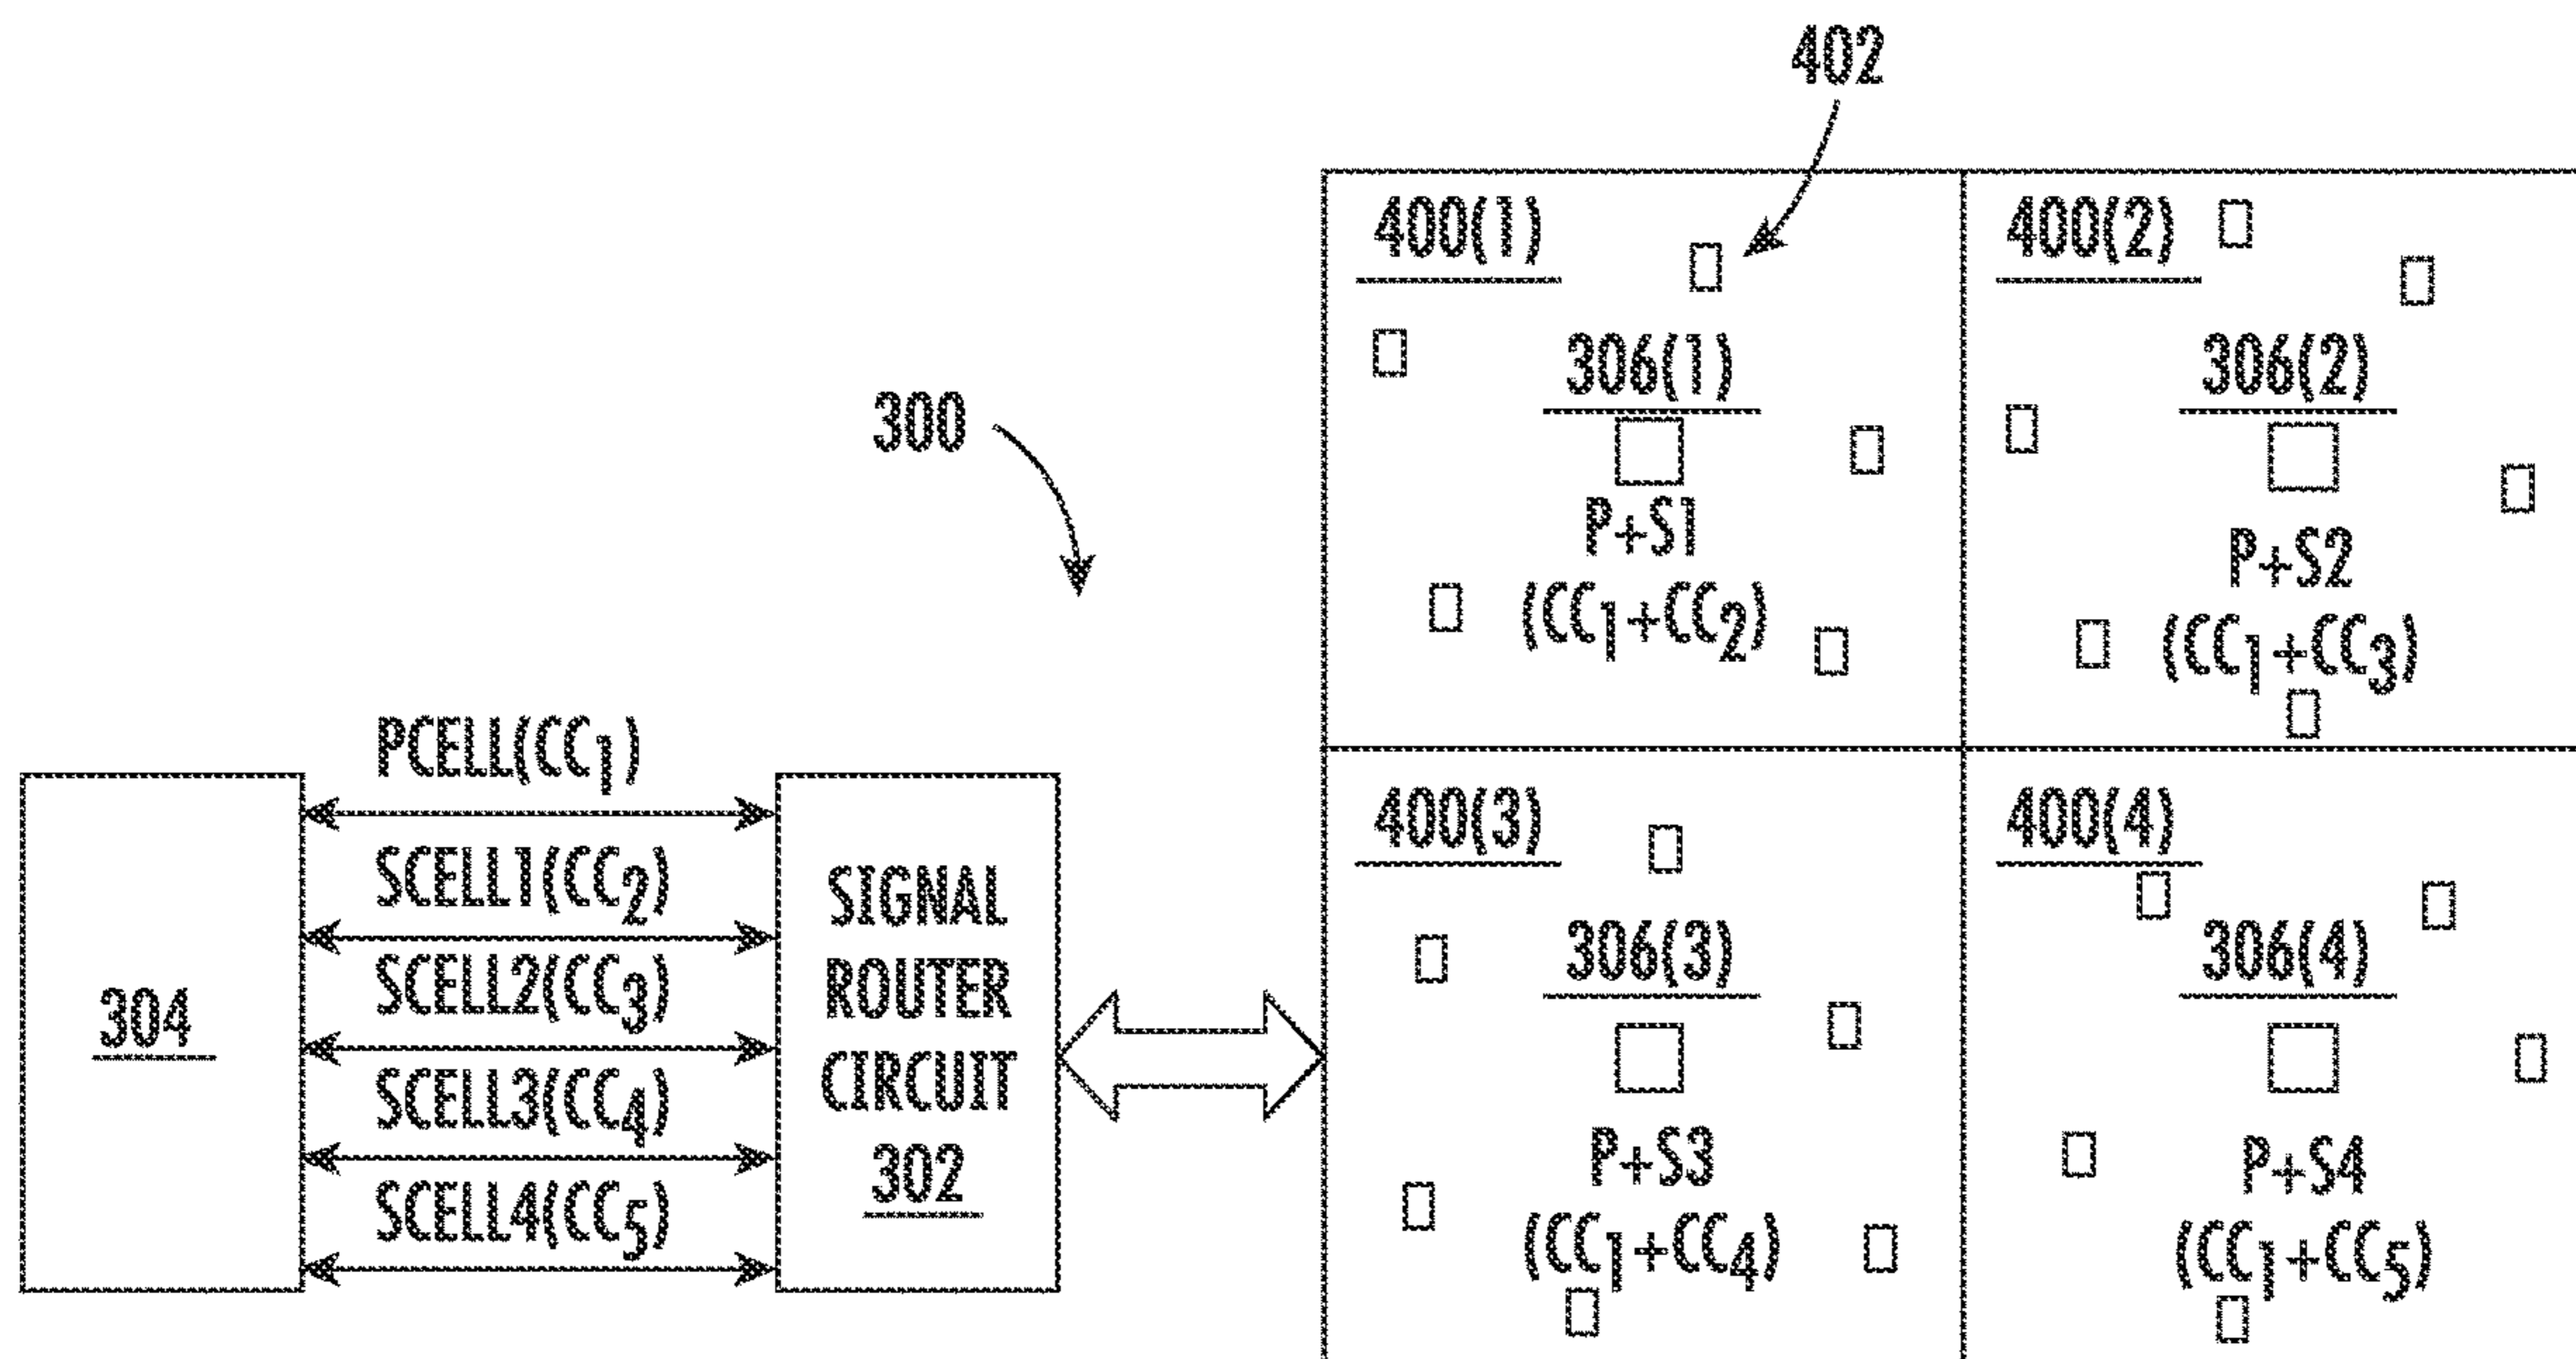 402
300
304
PCELL(CC1)
SCELL1(CC2)
SCELL2(CC3)
SCELL3(CC4)
SCELL4(CC5)
SIGNAL
ROUTER
CIRCUIT
302
400(1)
306(1)
P+S1
(CC1+CC2)
400(2)
306(2)
P+S2
(CC1+CC3)
400(3)
306(3)
P+S3
(CC1+CC4)
400(4)
306(4)
P+S4
(CC1+CC5)